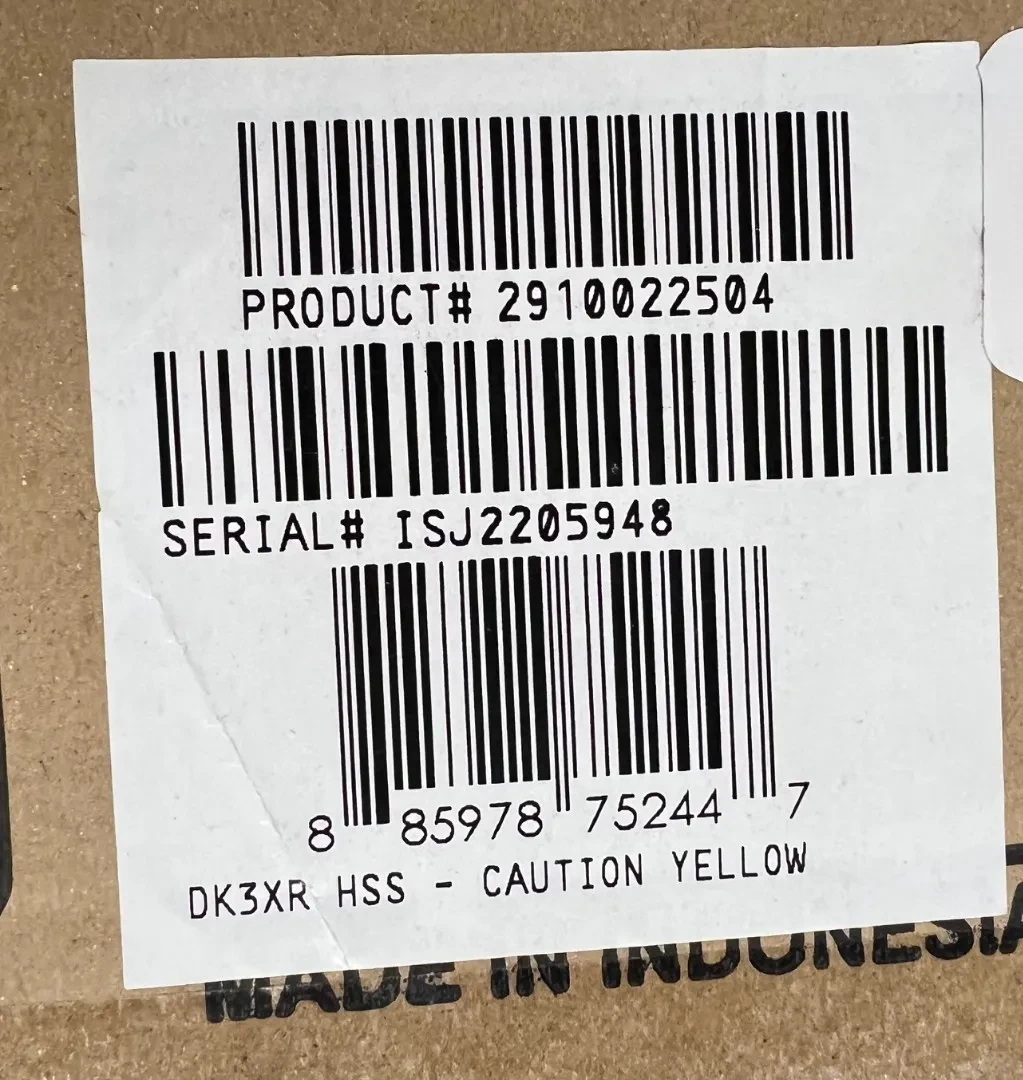 PRODUCT# 2910022504
SERIAL# ISJ2205948
8 85978 75244 7
DK3XR HSS - CAUTION YELLOW
MADE IN INDONESIA